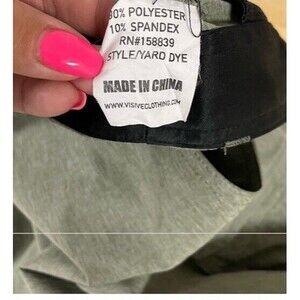 90% POLYESTER
10% SPANDEX
RN#158839
STYLE/YARD DYE
MADE IN CHINA
WWW.VISIVECLOTHING.COM